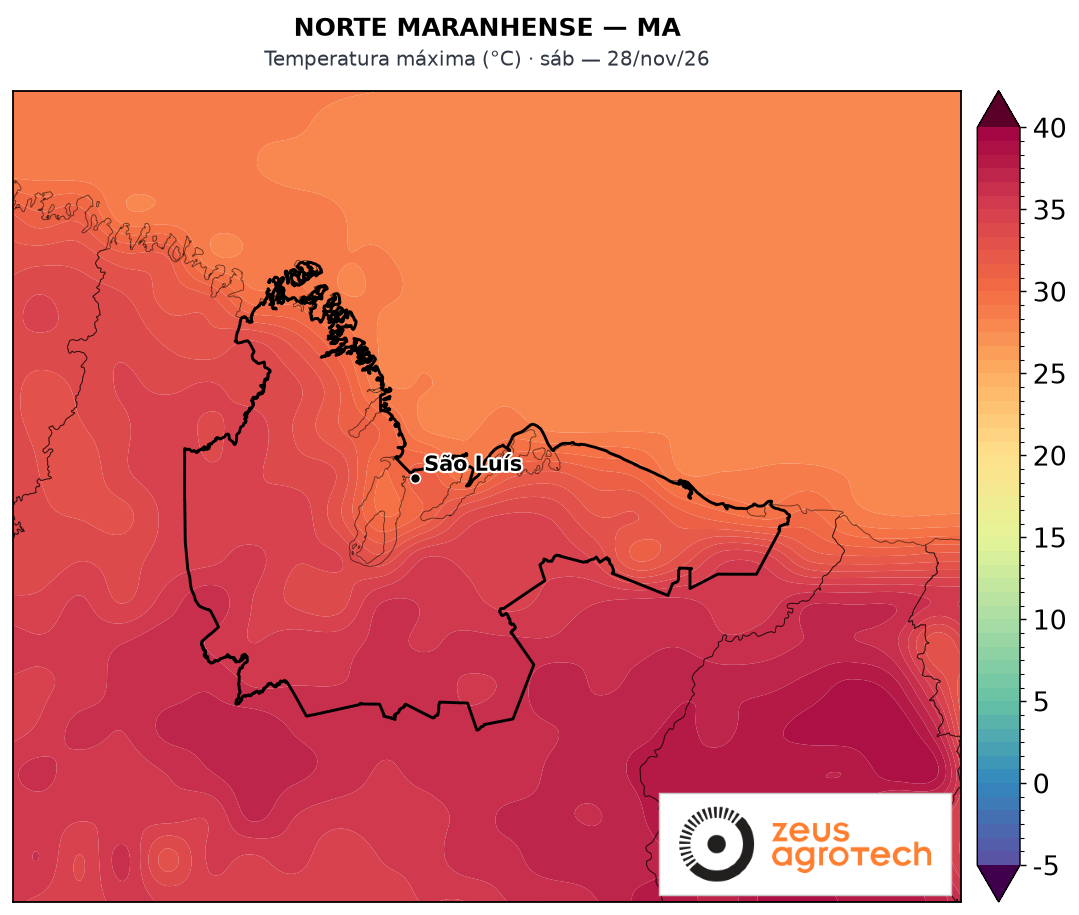 NORTE MARANHENSE — MA
Temperatura máxima (°C) · sáb — 28/nov/26
São Luís
40
35
30
25
20
15
10
5
0
-5
zeus
agrotech